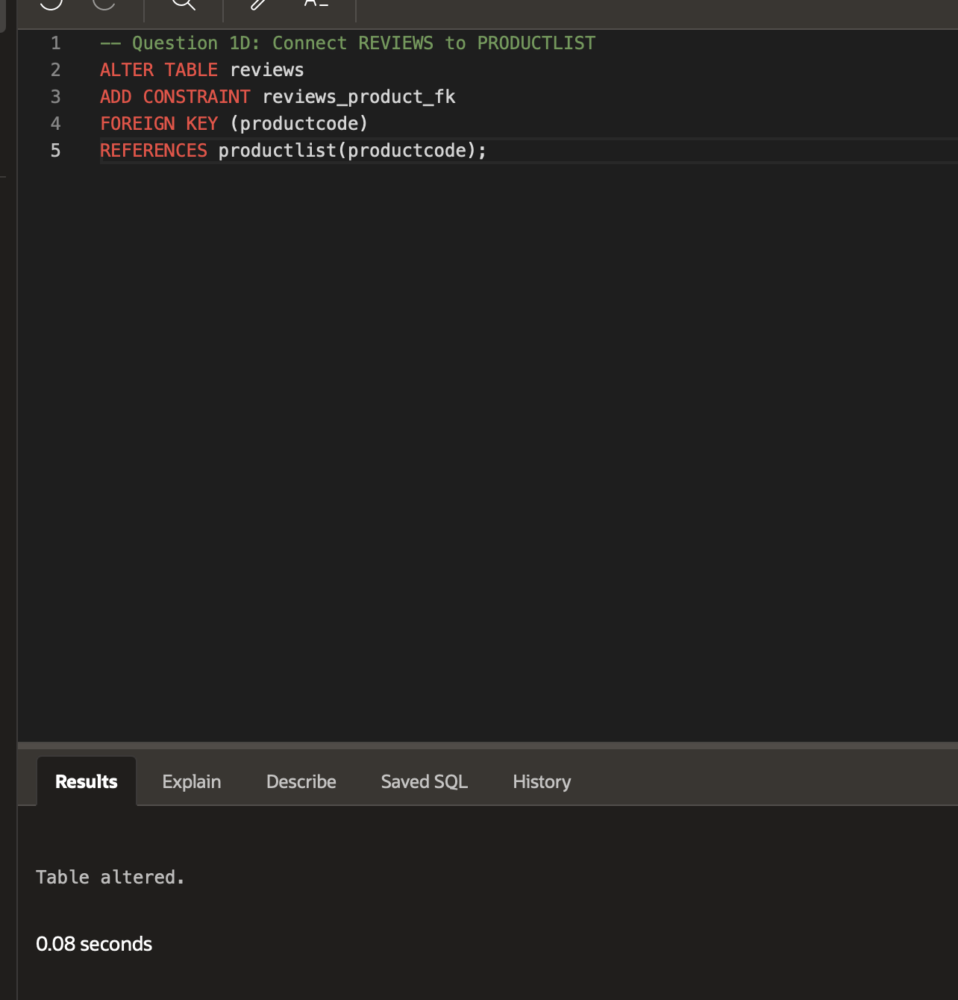 1 -- Question 1D: Connect REVIEWS to PRODUCTLIST
2 ALTER TABLE reviews
3 ADD CONSTRAINT reviews_product_fk
4 FOREIGN KEY (productcode)
5 REFERENCES productlist(productcode);
Results Explain Describe Saved SQL History
Table altered.
0.08 seconds